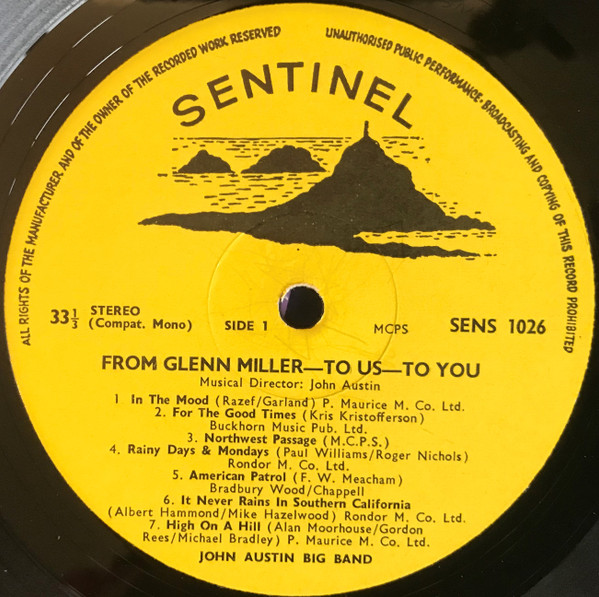 ALL RIGHTS OF THE MANUFACTURER AND OF THE OWNER OF THE RECORDED WORK RESERVED
UNAUTHORISED PUBLIC PERFORMANCE, BROADCASTING AND COPYING OF THIS RECORD PROHIBITED
SENTINEL
33⅓ STEREO
(Compat. Mono)
SIDE 1
MCPS
SENS 1026
FROM GLENN MILLER—TO US—TO YOU
Musical Director: John Austin
1 In The Mood (Razef/Garland) P. Maurice M. Co. Ltd.
2. For The Good Times (Kris Kristofferson)
Buckhorn Music Pub. Ltd.
3. Northwest Passage (M.C.P.S.)
4. Rainy Days & Mondays (Paul Williams/Roger Nichols)
Rondor M. Co. Ltd.
5. American Patrol (F. W. Meacham)
Bradbury Wood/Chappell
6. It Never Rains In Southern California
(Albert Hammond/Mike Hazelwood) Rondor M. Co. Ltd.
7. High On A Hill (Alan Moorhouse/Gordon
Rees/Michael Bradley) P. Maurice M. Co. Ltd.
JOHN AUSTIN BIG BAND